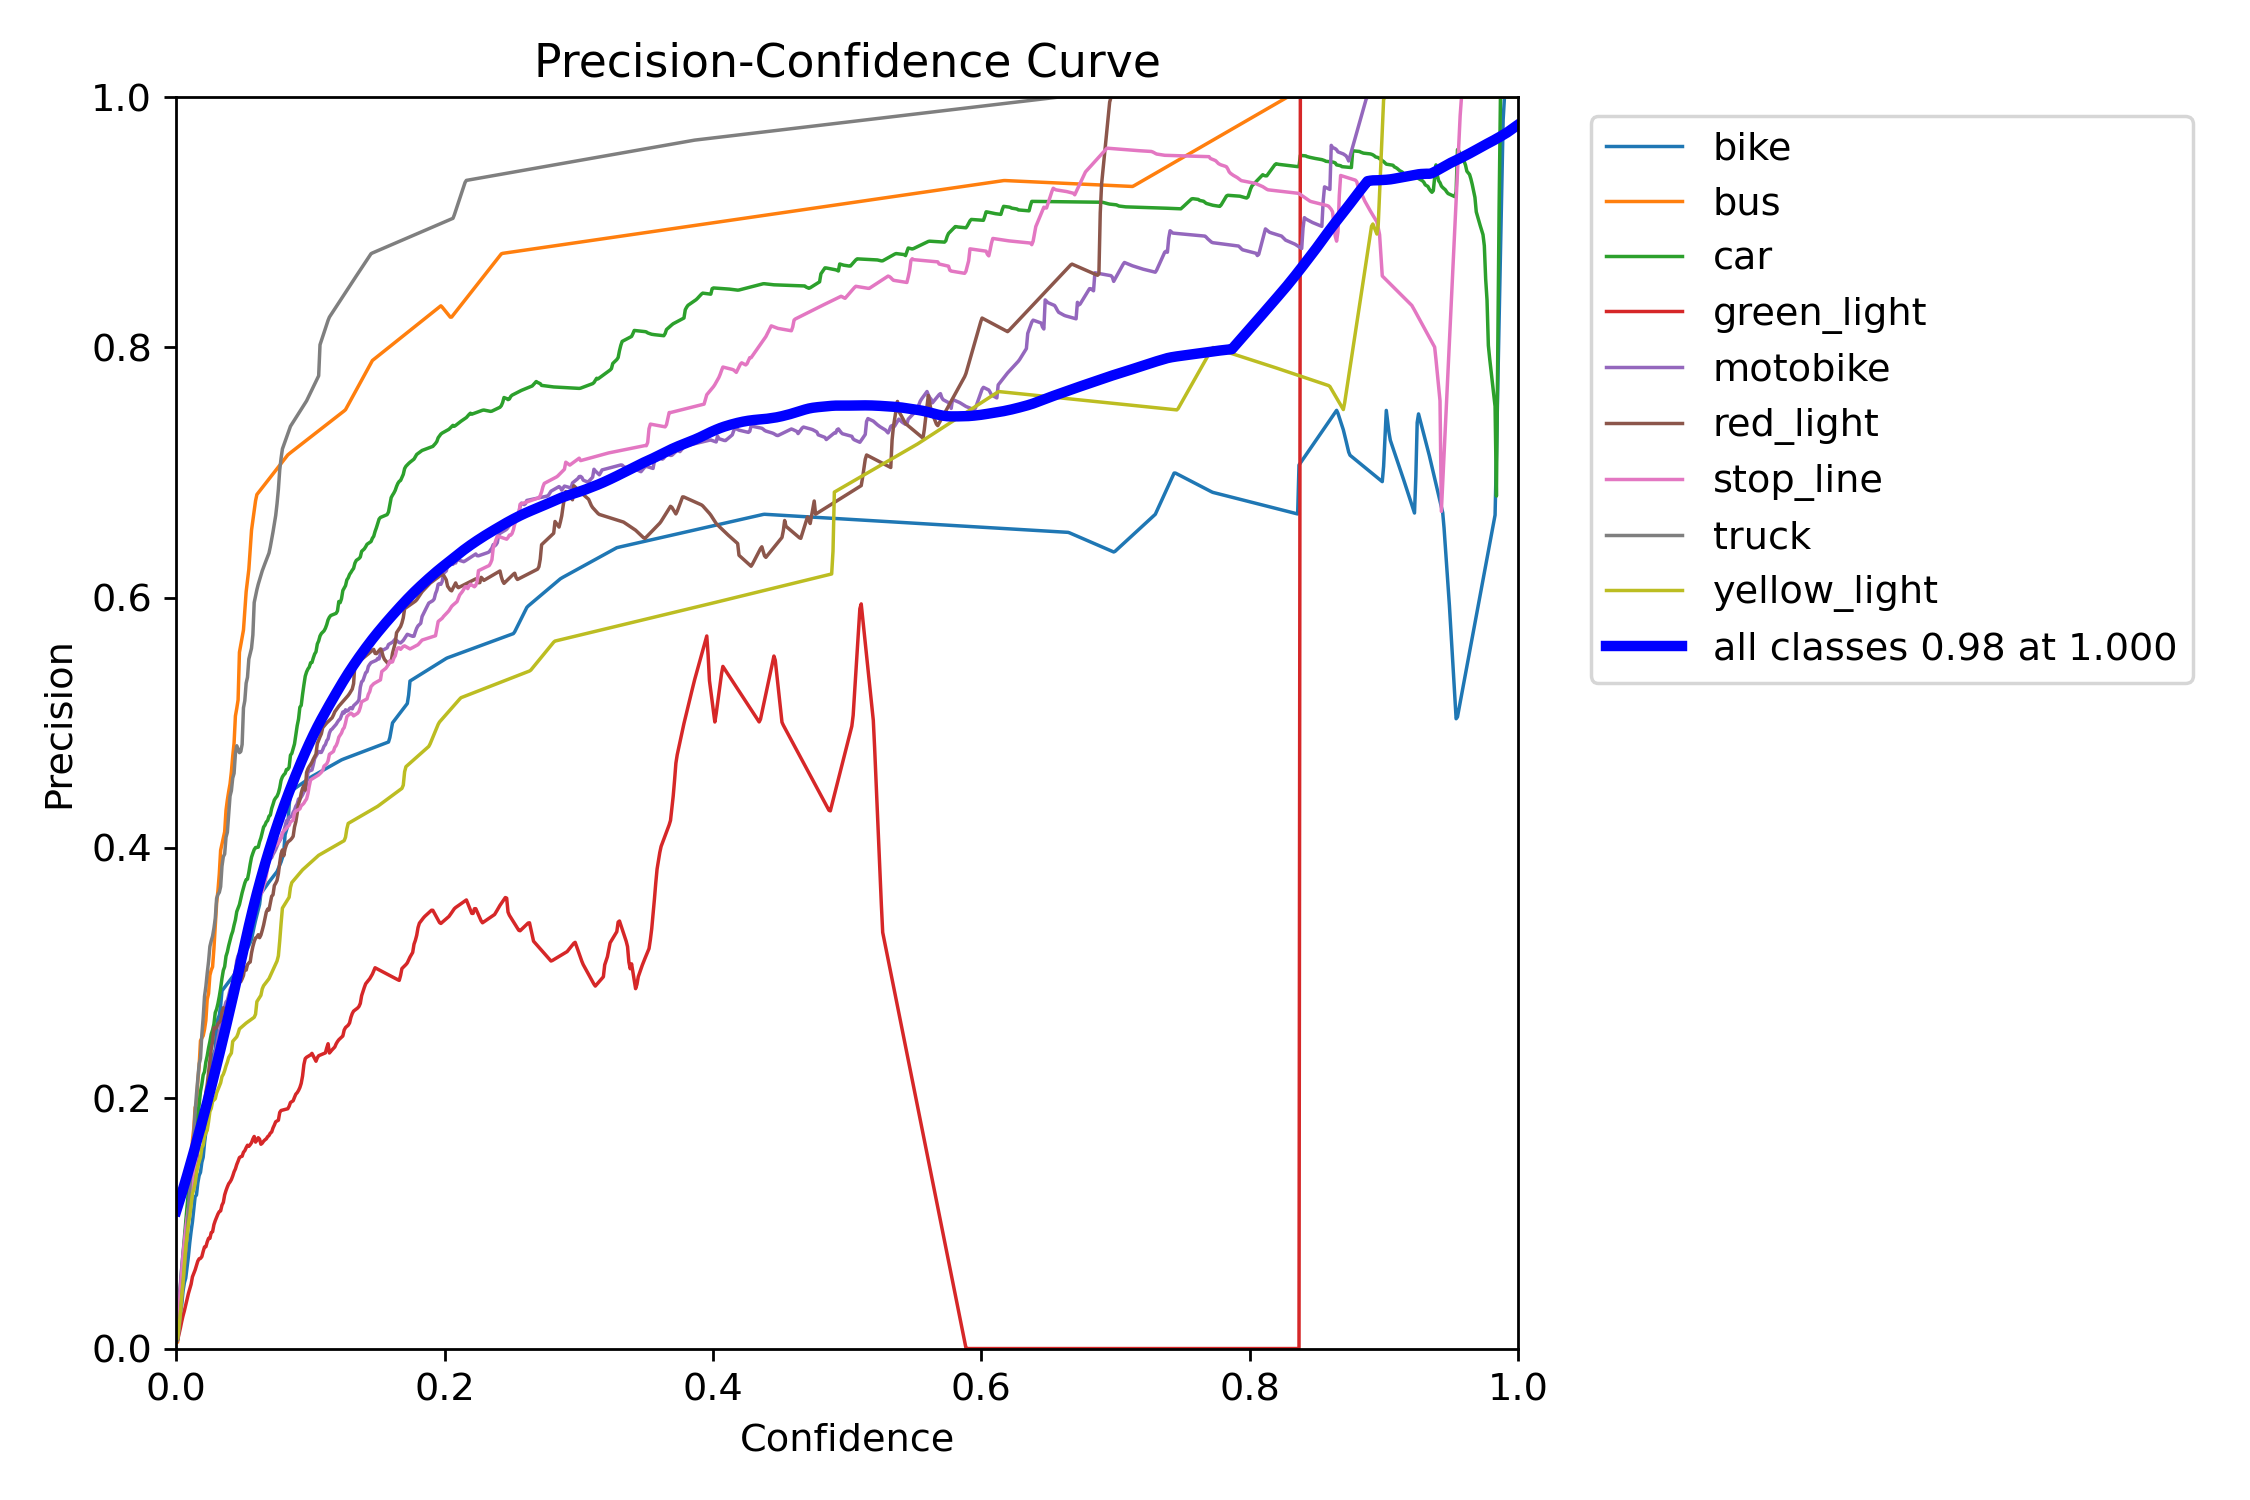 Precision-Confidence Curve
1.0
0.8
0.6
0.4
0.2
0.0
Precision
0.0 0.2 0.4 0.6 0.8 1.0
Confidence
bike
bus
car
green_light
motobike
red_light
stop_line
truck
yellow_light
all classes 0.98 at 1.000